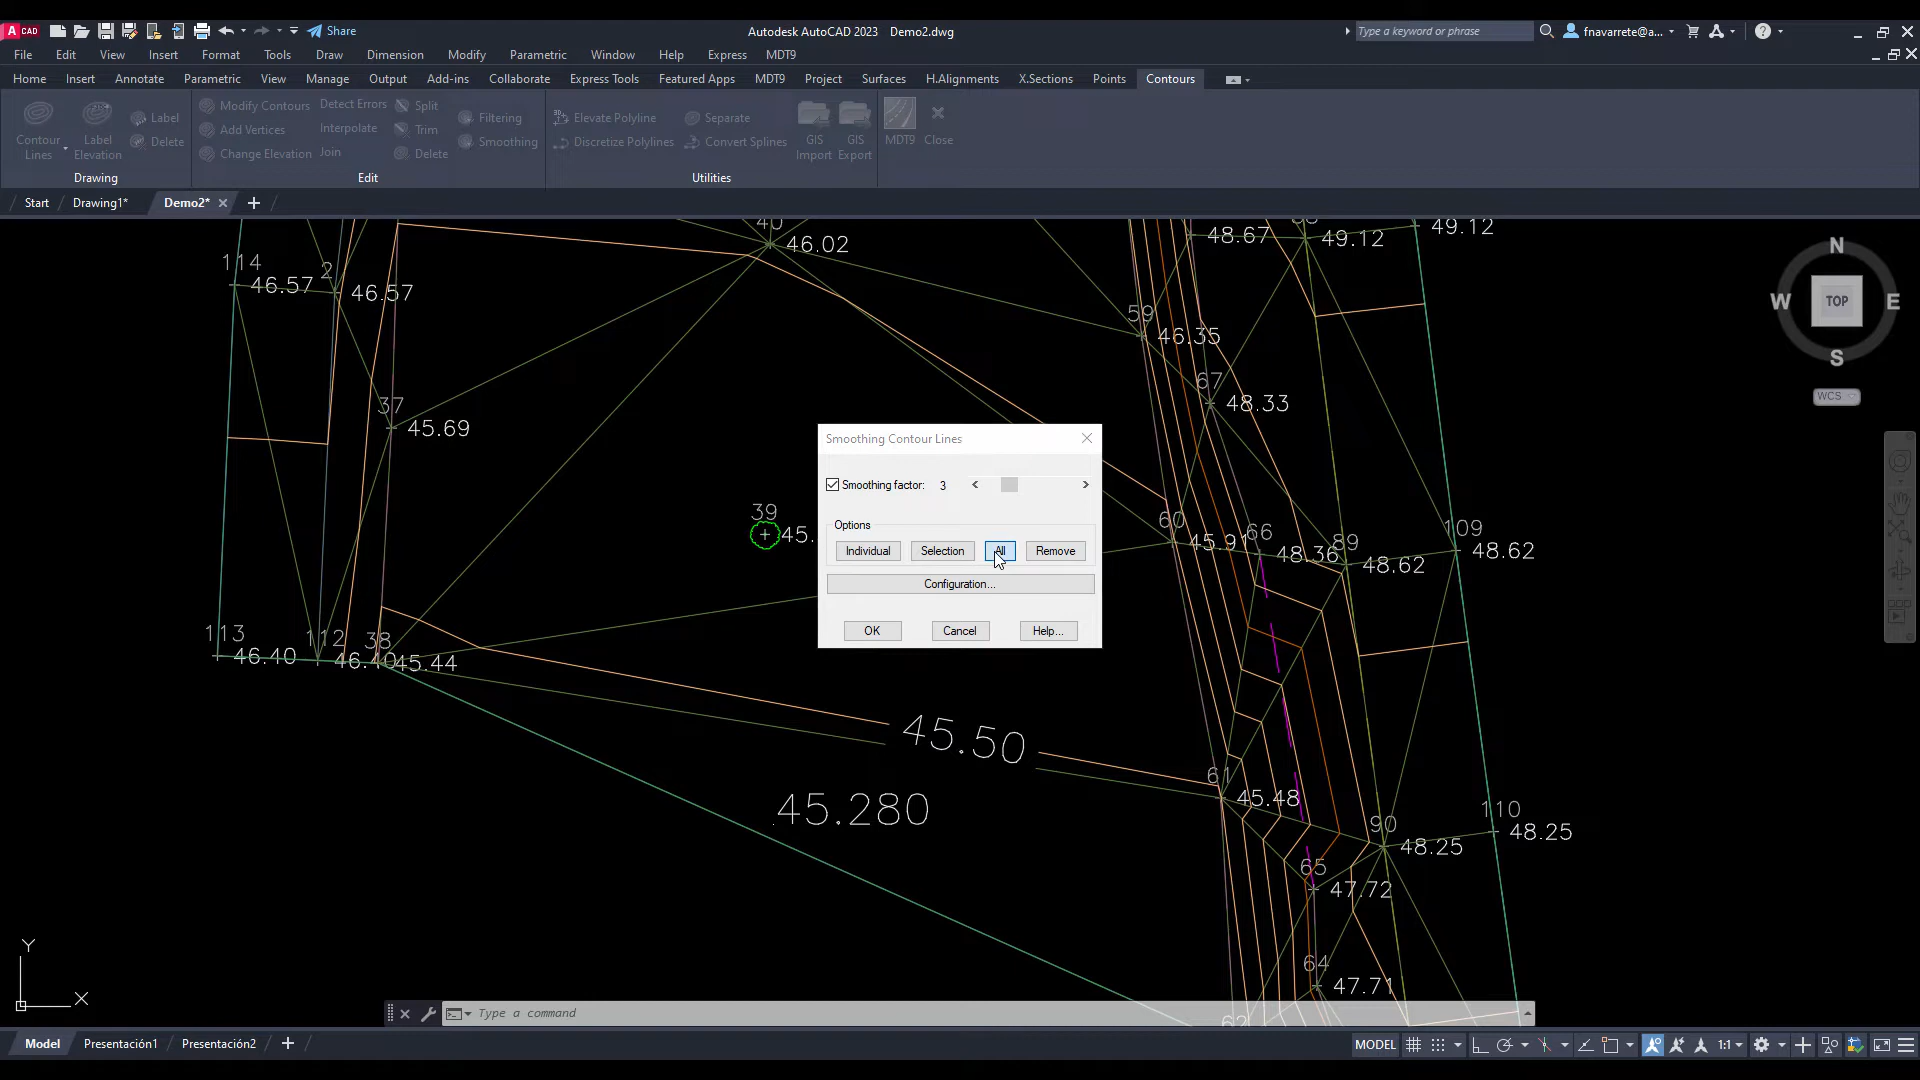 A CAD Share Autodesk AutoCAD 2023 Demo2.dwg Type a keyword or phrase fnavarrete@a...
File Edit View Insert Format Tools Draw Dimension Modify Parametric Window Help Express MDT9
Home Insert Annotate Parametric View Manage Output Add-ins Collaborate Express Tools Featured Apps MDT9 Project Surfaces H.Alignments X.Sections Points Contours
Contour Lines
Label Elevation
Label
Delete
Modify Contours
Add Vertices
Change Elevation
Detect Errors
Interpolate
Join
Split
Trim
Delete
Filtering
Smoothing
Elevate Polyline
Discretize Polylines
Separate
Convert Splines
GIS Import
GIS Export
MDT9
Close
Drawing Edit Utilities
Start Drawing1* Demo2*
40
46.02
48.67
49.12
49.12
114
46.57
2
46.57
N
W TOP E
S
WCS
59
46.35
67
48.33
37
45.69
Smoothing Contour Lines
Smoothing factor: 3
Options
Individual Selection All Remove
Configuration...
OK Cancel Help...
39
45.
60
45.91
66
48.36
89
48.62
109
48.62
113
46.40
112
46.40
38
45.44
45.50
45.280
61
45.48
90
48.25
110
48.25
65
47.72
64
47.71
62
Y
X
Type a command
Model Presentación1 Presentación2
MODEL 1:1